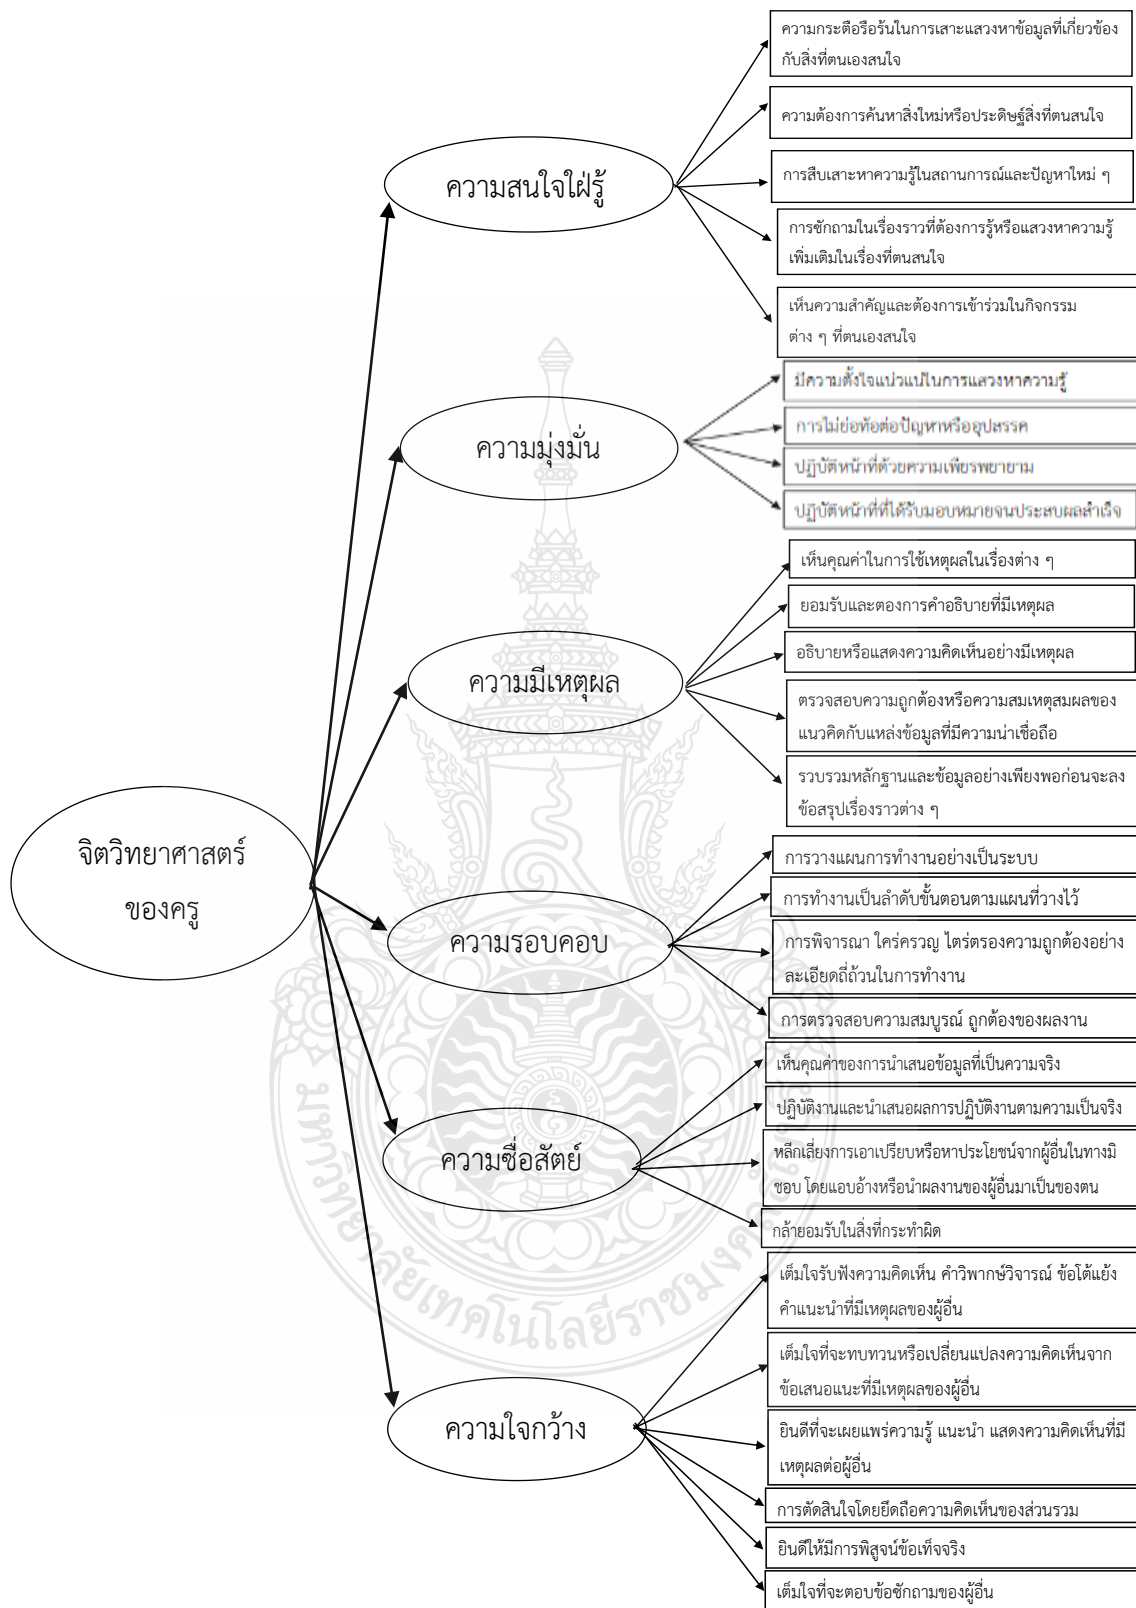 จิตวิทยาศาสตร์
ของครู
ความสนใจใฝ่รู้
ความกระตือรือร้นในการเสาะแสวงหาข้อมูลที่เกี่ยวข้อง
กับสิ่งที่ตนเองสนใจ
ความต้องการค้นหาสิ่งใหม่หรือประดิษฐ์สิ่งที่ตนสนใจ
การสืบเสาะหาความรู้ในสถานการณ์และปัญหาใหม่ ๆ
การซักถามในเรื่องราวที่ต้องการรู้หรือแสวงหาความรู้
เพิ่มเติมในเรื่องที่ตนสนใจ
เห็นความสำคัญและต้องการเข้าร่วมในกิจกรรม
ต่าง ๆ ที่ตนเองสนใจ
ความมุ่งมั่น
มีความตั้งใจแน่วแน่ในการแสวงหาความรู้
การไม่ย่อท้อต่อปัญหาหรืออุปสรรค
ปฏิบัติหน้าที่ด้วยความเพียรพยายาม
ปฏิบัติหน้าที่ที่ได้รับมอบหมายจนประสบผลสำเร็จ
ความมีเหตุผล
เห็นคุณค่าในการใช้เหตุผลในเรื่องต่าง ๆ
ยอมรับและตองการคำอธิบายที่มีเหตุผล
อธิบายหรือแสดงความคิดเห็นอย่างมีเหตุผล
ตรวจสอบความถูกต้องหรือความสมเหตุสมผลของ
แนวคิดกับแหล่งข้อมูลที่มีความน่าเชื่อถือ
รวบรวมหลักฐานและข้อมูลอย่างเพียงพอก่อนจะลง
ข้อสรุปเรื่องราวต่าง ๆ
ความรอบคอบ
การวางแผนการทำงานอย่างเป็นระบบ
การทำงานเป็นลำดับขั้นตอนตามแผนที่วางไว้
การพิจารณา ใคร่ครวญ ไตร่ตรองความถูกต้องอย่าง
ละเอียดถี่ถ้วนในการทำงาน
การตรวจสอบความสมบูรณ์ ถูกต้องของผลงาน
ความซื่อสัตย์
เห็นคุณค่าของการนำเสนอข้อมูลที่เป็นความจริง
ปฏิบัติงานและนำเสนอผลการปฏิบัติงานตามความเป็นจริง
หลีกเลี่ยงการเอาเปรียบหรือหาประโยชน์จากผู้อื่นในทางมิ
ชอบ โดยแอบอ้างหรือนำผลงานของผู้อื่นมาเป็นของตน
กล้ายอมรับในสิ่งที่กระทำผิด
ความใจกว้าง
เต็มใจรับฟังความคิดเห็น คำวิพากษ์วิจารณ์ ข้อโต้แย้ง
คำแนะนำที่มีเหตุผลของผู้อื่น
เต็มใจที่จะทบทวนหรือเปลี่ยนแปลงความคิดเห็นจาก
ข้อเสนอแนะที่มีเหตุผลของผู้อื่น
ยินดีที่จะเผยแพร่ความรู้ แนะนำ แสดงความคิดเห็นที่มี
เหตุผลต่อผู้อื่น
การตัดสินใจโดยยึดถือความคิดเห็นของส่วนรวม
ยินดีให้มีการพิสูจน์ข้อเท็จจริง
เต็มใจที่จะตอบข้อซักถามของผู้อื่น